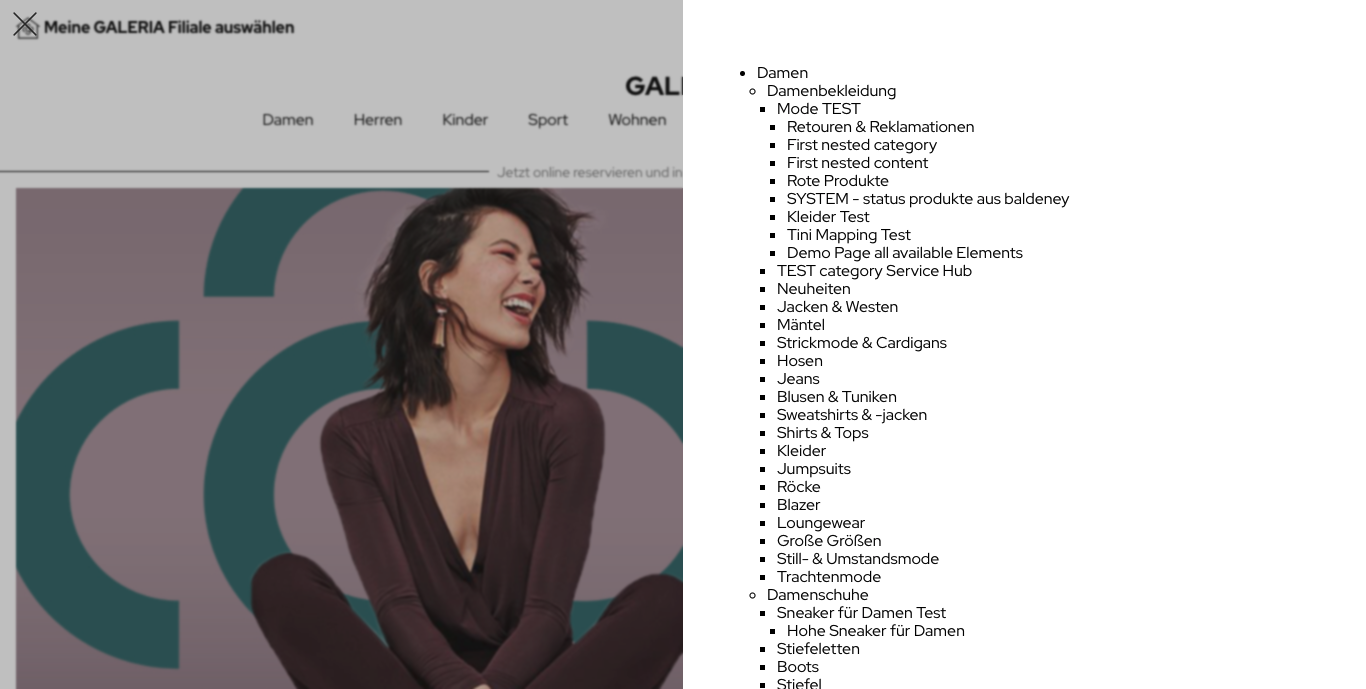 Meine GALERIA Filiale auswählen
GALE
Damen Herren Kinder Sport Wohnen
Jetzt online reservieren und in
Damen
Damenbekleidung
Mode TEST
Retouren & Reklamationen
First nested category
First nested content
Rote Produkte
SYSTEM - status produkte aus baldeney
Kleider Test
Tini Mapping Test
Demo Page all available Elements
TEST category Service Hub
Neuheiten
Jacken & Westen
Mäntel
Strickmode & Cardigans
Hosen
Jeans
Blusen & Tuniken
Sweatshirts & -jacken
Shirts & Tops
Kleider
Jumpsuits
Röcke
Blazer
Loungewear
Große Größen
Still- & Umstandsmode
Trachtenmode
Damenschuhe
Sneaker für Damen Test
Hohe Sneaker für Damen
Stiefeletten
Boots
Stiefel